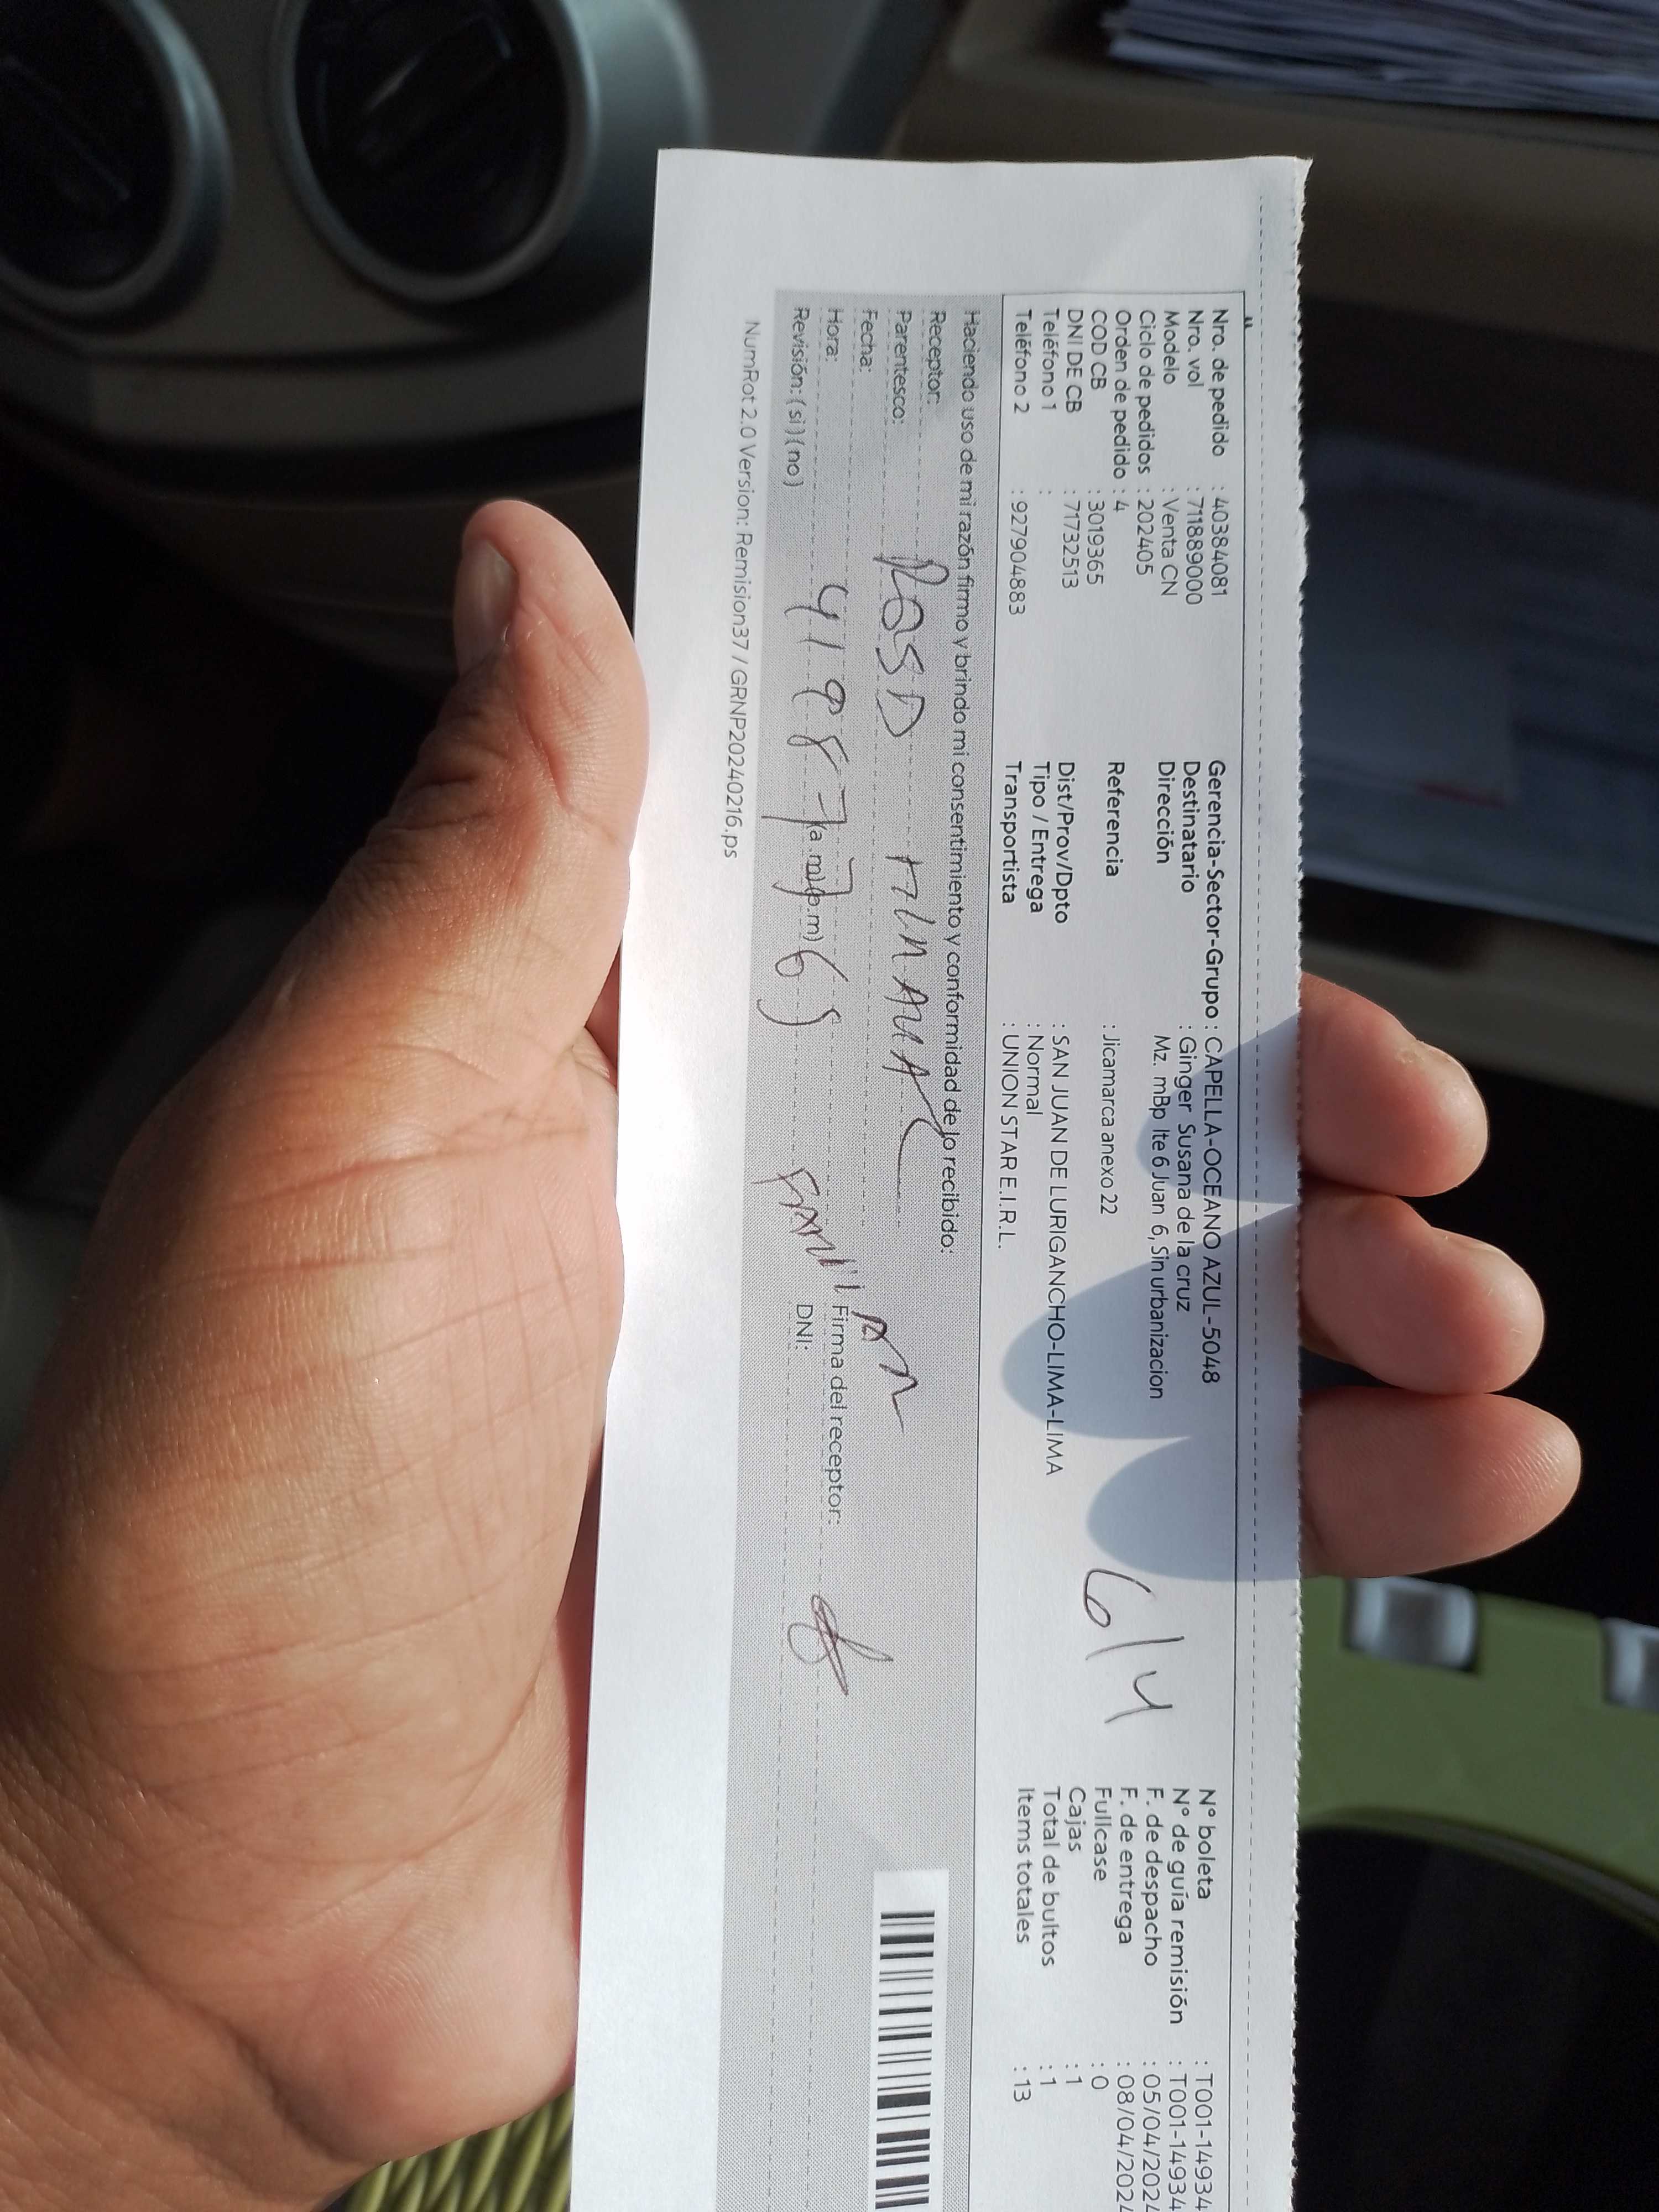 Nro. de pedido : 40384081
Nro. vol : 711889000
Modelo : Venta CN
Ciclo de pedidos : 202405
Orden de pedido : 4
COD CB : 3019365
DNI DE CB : 71732513
Teléfono 1 :
Teléfono 2 : 927904883
Gerencia-Sector-Grupo : CAPELLA-OCEANO AZUL-5048
Destinatario : Ginger Susana de la cruz
Dirección Mz. mBp lte 6 Juan 6, Sin urbanizacion
Referencia : Jicamarca anexo 22
Dist/Prov/Dpto : SAN JUAN DE LURIGANCHO-LIMA-LIMA
Tipo / Entrega : Normal
Transportista : UNION STAR E.I.R.L.
6/4
N° boleta : T001-14934
N° de guía remisión : T001-14934
F. de despacho : 05/04/2024
F. de entrega : 08/04/2024
Fullcase : 0
Cajas : 1
Total de bultos : 1
Items totales : 13
Haciendo uso de mi razón firmo y brindo mi consentimiento y conformidad de lo recibido:
Receptor:
Parentesco:
Fecha:
Hora: (a.m)(p.m) Firma del receptor:
Revisión: ( si ) ( no ) DNI:
NumRot 2.0 Version: Remision37 / GRNP20240216.ps